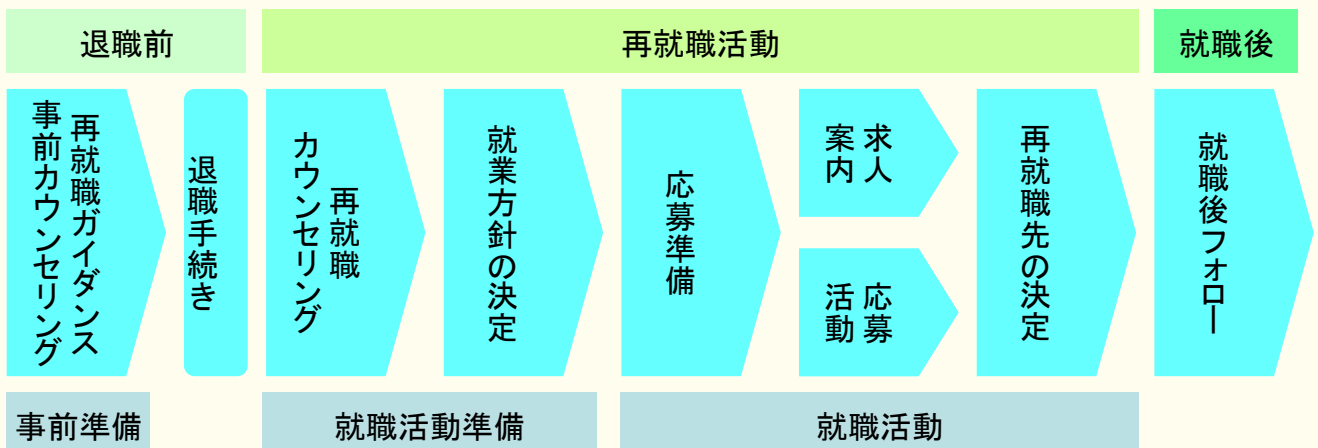 退職前
再就職活動
就職後
再就職ガイダンス
事前カウンセリング
退職手続き
再就職
カウンセリング
就業方針の決定
応募準備
求人
案内
応募
活動
再就職先の決定
就職後フォロー
事前準備
就職活動準備
就職活動